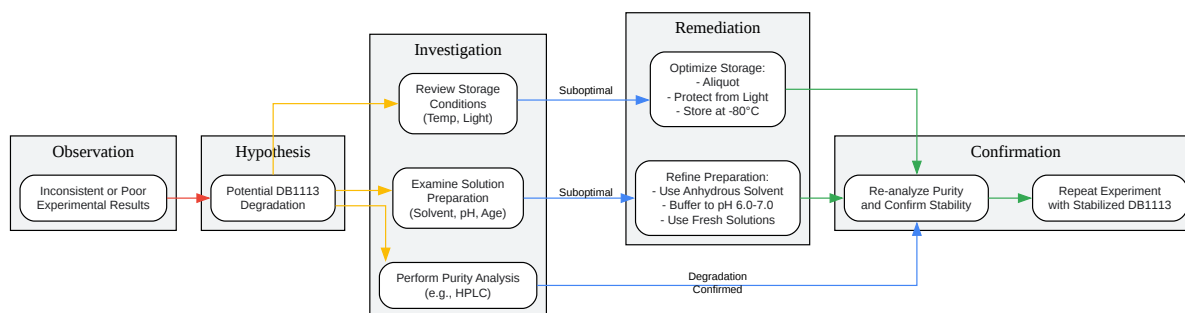 Observation
Inconsistent or Poor
Experimental Results
Hypothesis
Potential DB1113
Degradation
Investigation
Review Storage
Conditions
(Temp, Light)
Examine Solution
Preparation
(Solvent, pH, Age)
Perform Purity Analysis
(e.g., HPLC)
Suboptimal
Suboptimal
Degradation
Confirmed
Remediation
Optimize Storage:
- Aliquot
- Protect from Light
- Store at -80°C
Refine Preparation:
- Use Anhydrous Solvent
- Buffer to pH 6.0-7.0
- Use Fresh Solutions
Confirmation
Re-analyze Purity
and Confirm Stability
Repeat Experiment
with Stabilized DB1113